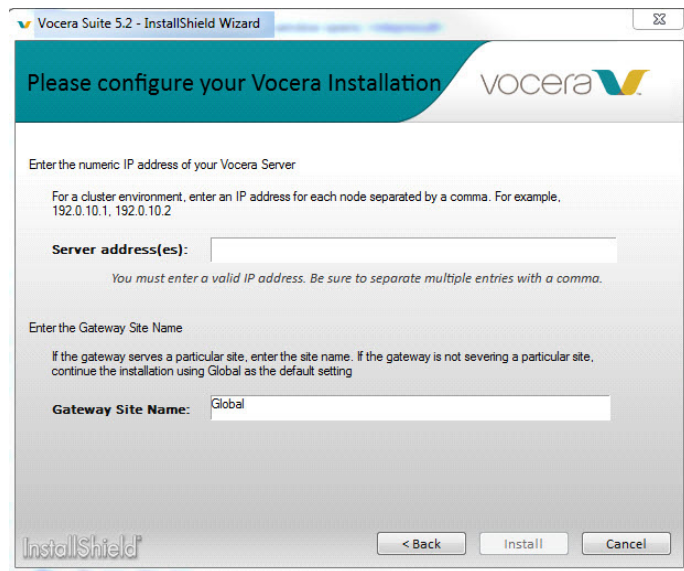 Vocera Suite 5.2 - InstallShield Wizard
Please configure your Vocera Installation
vocera
Enter the numeric IP address of your Vocera Server
For a cluster environment, enter an IP address for each node separated by a comma. For example,
192.0.10.1, 192.0.10.2
Server address(es):
You must enter a valid IP address. Be sure to separate multiple entries with a comma.
Enter the Gateway Site Name
If the gateway serves a particular site, enter the site name. If the gateway is not severing a particular site,
continue the installation using Global as the default setting
Gateway Site Name: Global
InstallShield
< Back Install Cancel